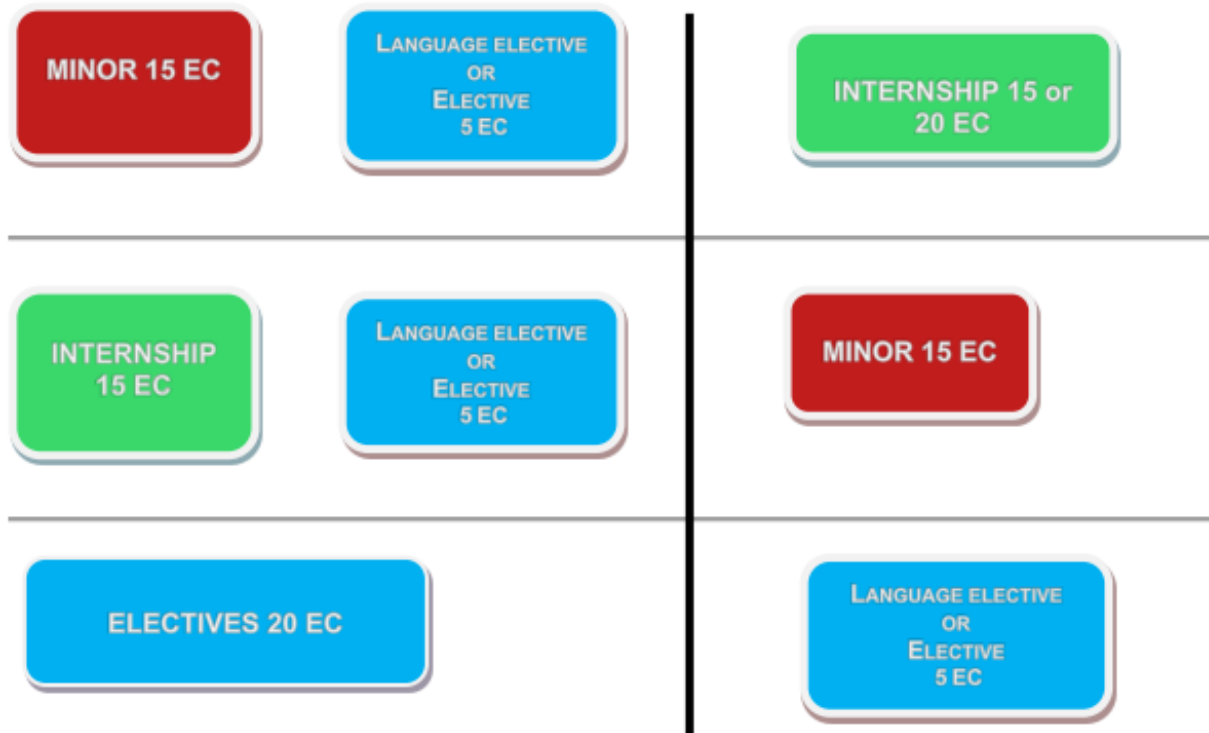 MINOR 15 EC
LANGUAGE ELECTIVE
OR
ELECTIVE
5 EC
INTERNSHIP 15 or
20 EC
INTERNSHIP
15 EC
LANGUAGE ELECTIVE
OR
ELECTIVE
5 EC
MINOR 15 EC
ELECTIVES 20 EC
LANGUAGE ELECTIVE
OR
ELECTIVE
5 EC